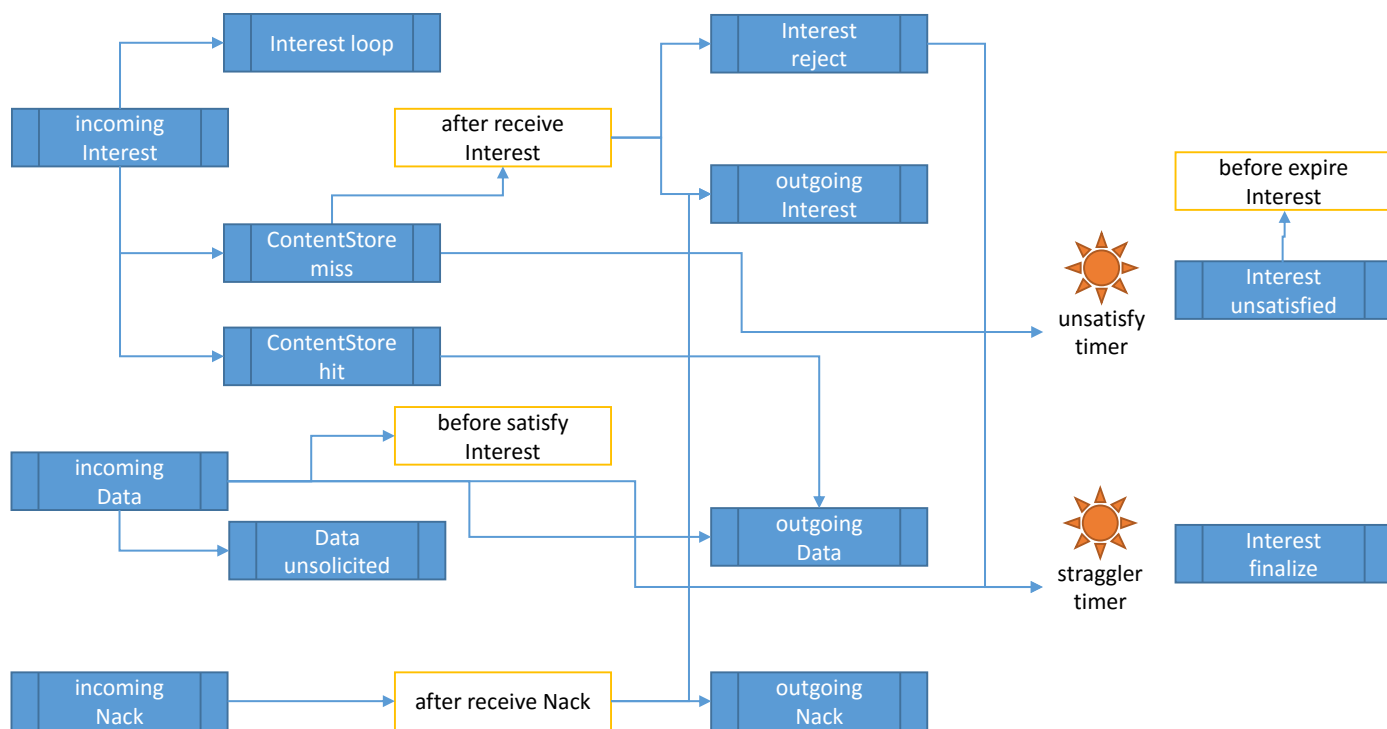 Interest loop
Interest
reject
incoming
Interest
after receive
Interest
outgoing
Interest
before expire
Interest
ContentStore
miss
unsatisfy
timer
Interest
unsatisfied
ContentStore
hit
before satisfy
Interest
incoming
Data
Data
unsolicited
outgoing
Data
straggler
timer
Interest
finalize
incoming
Nack
after receive Nack
outgoing
Nack